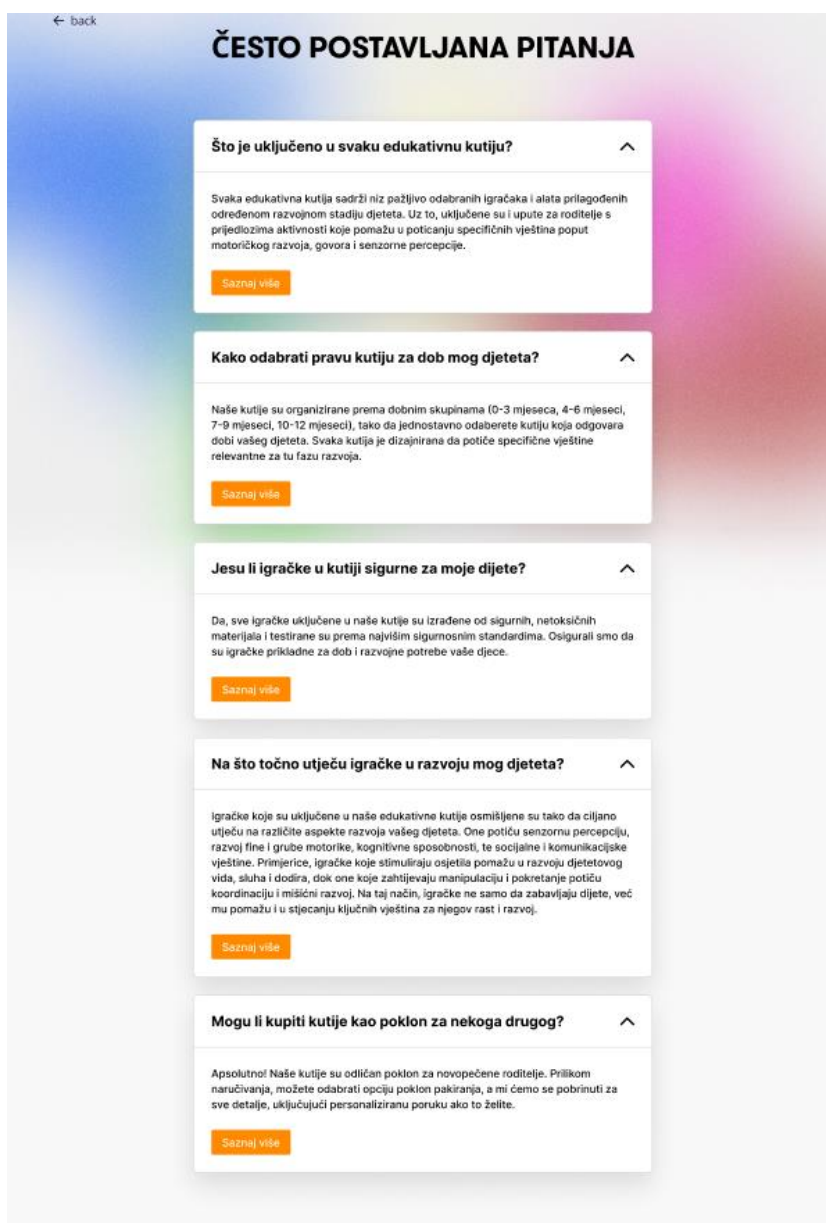 ← back
ČESTO POSTAVLJANA PITANJA
Što je uključeno u svaku edukativnu kutiju?
Svaka edukativna kutija sadrži niz pažljivo odabranih igračaka i alata prilagođenih
određenom razvojnom stadiju djeteta. Uz to, uključene su i upute za roditelje s
prijedlozima aktivnosti koje pomažu u poticanju specifičnih vještina poput
motoričkog razvoja, govora i senzorne percepcije.
Saznaj više
Kako odabrati pravu kutiju za dob mog djeteta?
Naše kutije su organizirane prema dobnim skupinama (0-3 mjeseca, 4-6 mjeseci,
7-9 mjeseci, 10-12 mjeseci), tako da jednostavno odaberete kutiju koja odgovara
dobi vašeg djeteta. Svaka kutija je dizajnirana da potiče specifične vještine
relevantne za tu fazu razvoja.
Saznaj više
Jesu li igračke u kutiji sigurne za moje dijete?
Da, sve igračke uključene u naše kutije su izrađene od sigurnih, netoksičnih
materijala i testirane su prema najvišim sigurnosnim standardima. Osigurali smo da
su igračke prikladne za dob i razvojne potrebe vaše djece.
Saznaj više
Na što točno utječu igračke u razvoju mog djeteta?
Igračke koje su uključene u naše edukativne kutije osmišljene su tako da ciljano
utječu na različite aspekte razvoja vašeg djeteta. One potiču senzornu percepciju,
razvoj fine i grube motorike, kognitivne sposobnosti, te socijalne i komunikacijske
vještine. Primjerice, igračke koje stimuliraju osjetila pomažu u razvoju djetetovog
vida, sluha i dodira, dok one koje zahtijevaju manipulaciju i pokretanje potiču
koordinaciju i mišićni razvoj. Na taj način, igračke ne samo da zabavljaju dijete, već
mu pomažu i u stjecanju ključnih vještina za njegov rast i razvoj.
Saznaj više
Mogu li kupiti kutije kao poklon za nekoga drugog?
Apsolutno! Naše kutije su odličan poklon za novopečene roditelje. Prilikom
naručivanja, možete odabrati opciju poklon pakiranja, a mi ćemo se pobrinuti za
sve detalje, uključujući personaliziranu poruku ako to želite.
Saznaj više